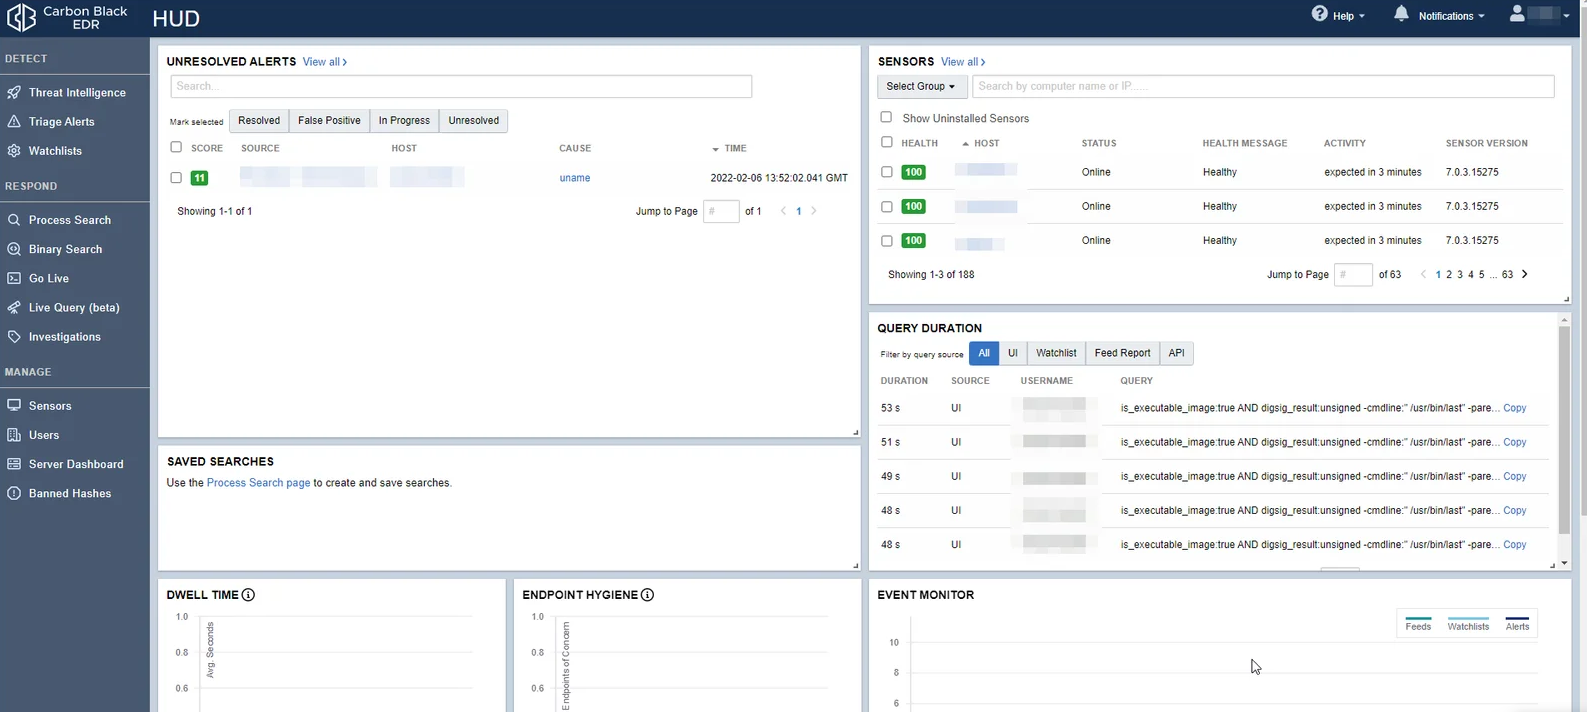 Carbon Black
EDR
HUD
Help
Notifications
DETECT
Threat Intelligence
Triage Alerts
Watchlists
RESPOND
Process Search
Binary Search
Go Live
Live Query (beta)
Investigations
MANAGE
Sensors
Users
Server Dashboard
Banned Hashes
UNRESOLVED ALERTS View all
Search...
Mark selected Resolved False Positive In Progress Unresolved
SCORE SOURCE HOST CAUSE TIME
11 uname 2022-02-06 13:52:02.041 GMT
Showing 1-1 of 1 Jump to Page # of 1 < 1 >
SAVED SEARCHES
Use the Process Search page to create and save searches.
DWELL TIME
1.0
0.8
0.6
Avg. Seconds
ENDPOINT HYGIENE
1.0
0.8
0.6
Endpoints of Concern
SENSORS View all
Select Group Search by computer name or IP......
Show Uninstalled Sensors
HEALTH HOST STATUS HEALTH MESSAGE ACTIVITY SENSOR VERSION
100 Online Healthy expected in 3 minutes 7.0.3.15275
100 Online Healthy expected in 3 minutes 7.0.3.15275
100 Online Healthy expected in 3 minutes 7.0.3.15275
Showing 1-3 of 188 Jump to Page # of 63 < 1 2 3 4 5 ... 63 >
QUERY DURATION
Filter by query source All UI Watchlist Feed Report API
DURATION SOURCE USERNAME QUERY
53 s UI is_executable_image:true AND digsig_result:unsigned -cmdline:" /usr/bin/last" -pare... Copy
51 s UI is_executable_image:true AND digsig_result:unsigned -cmdline:" /usr/bin/last" -pare... Copy
49 s UI is_executable_image:true AND digsig_result:unsigned -cmdline:" /usr/bin/last" -pare... Copy
48 s UI is_executable_image:true AND digsig_result:unsigned -cmdline:" /usr/bin/last" -pare... Copy
48 s UI is_executable_image:true AND digsig_result:unsigned -cmdline:" /usr/bin/last" -pare... Copy
EVENT MONITOR
Feeds Watchlists Alerts
10
8
6